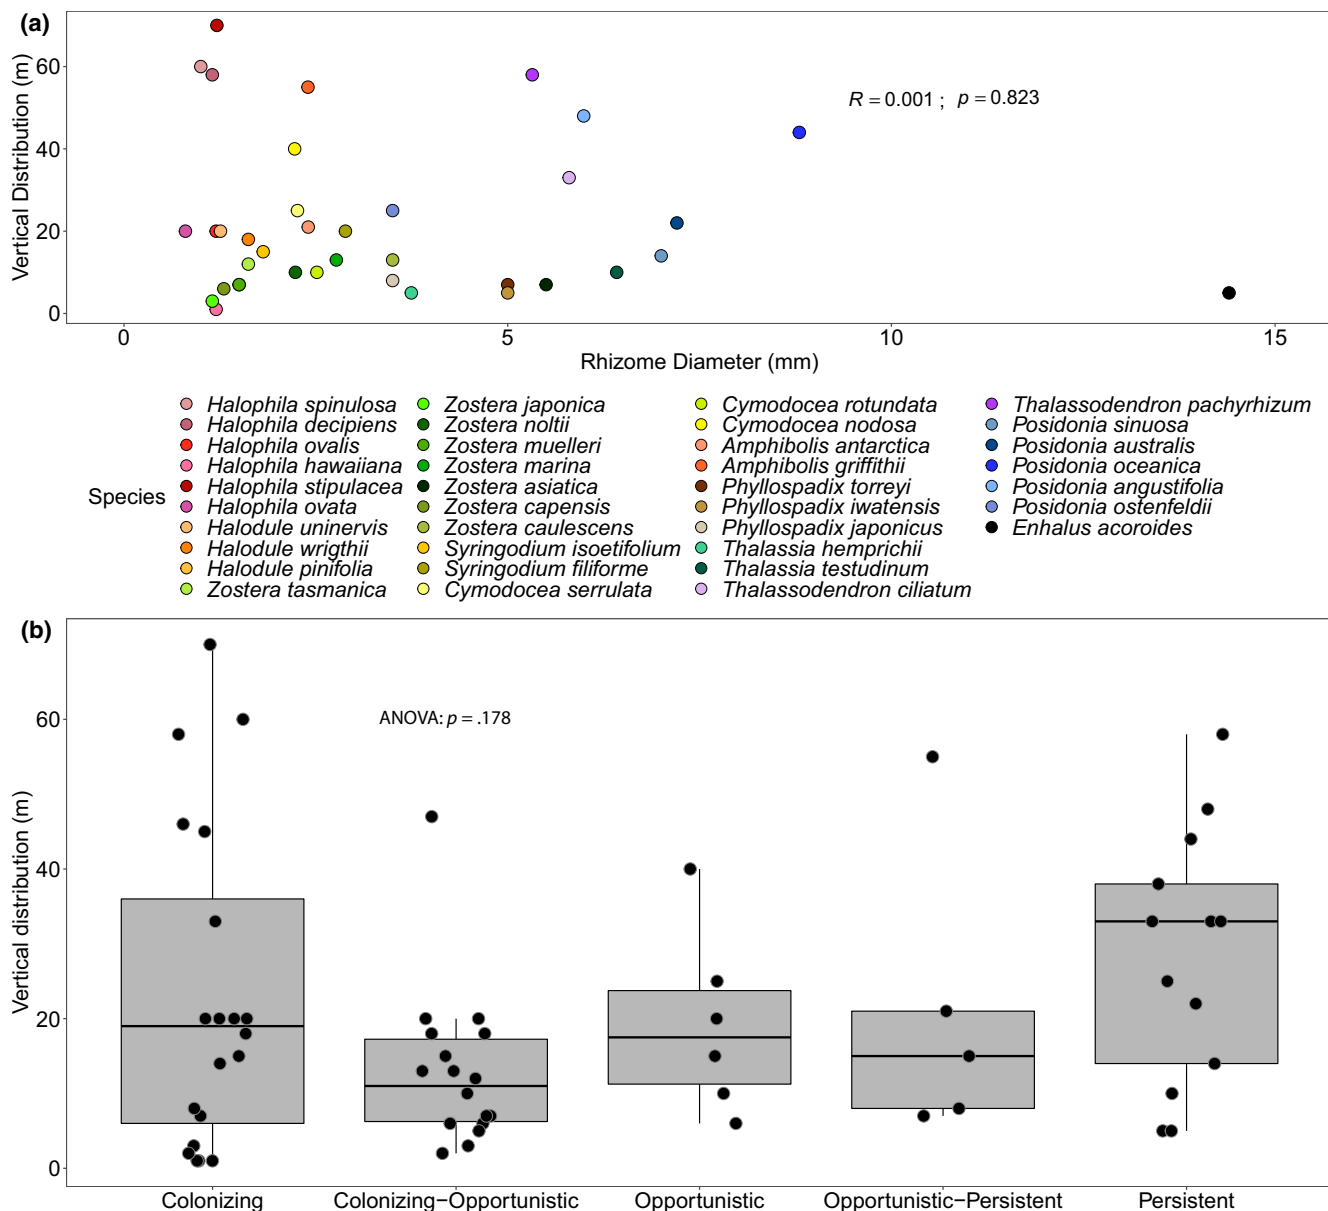 (a)
Vertical Distribution (m)
60
40
20
0
R = 0.001 ; p = 0.823
0 5 10 15
Rhizome Diameter (mm)
Species
Halophila spinulosa
Halophila decipiens
Halophila ovalis
Halophila hawaiiana
Halophila stipulacea
Halophila ovata
Halodule uninervis
Halodule wrigthii
Halodule pinifolia
Zostera tasmanica
Zostera japonica
Zostera noltii
Zostera muelleri
Zostera marina
Zostera asiatica
Zostera capensis
Zostera caulescens
Syringodium isoetifolium
Syringodium filiforme
Cymodocea serrulata
Cymodocea rotundata
Cymodocea nodosa
Amphibolis antarctica
Amphibolis griffithii
Phyllospadix torreyi
Phyllospadix iwatensis
Phyllospadix japonicus
Thalassia hemprichii
Thalassia testudinum
Thalassodendron ciliatum
Thalassodendron pachyrhizum
Posidonia sinuosa
Posidonia australis
Posidonia oceanica
Posidonia angustifolia
Posidonia ostenfeldii
Enhalus acoroides
(b)
Vertical distribution (m)
60
40
20
0
ANOVA: p = .178
Colonizing Colonizing−Opportunistic Opportunistic Opportunistic−Persistent Persistent